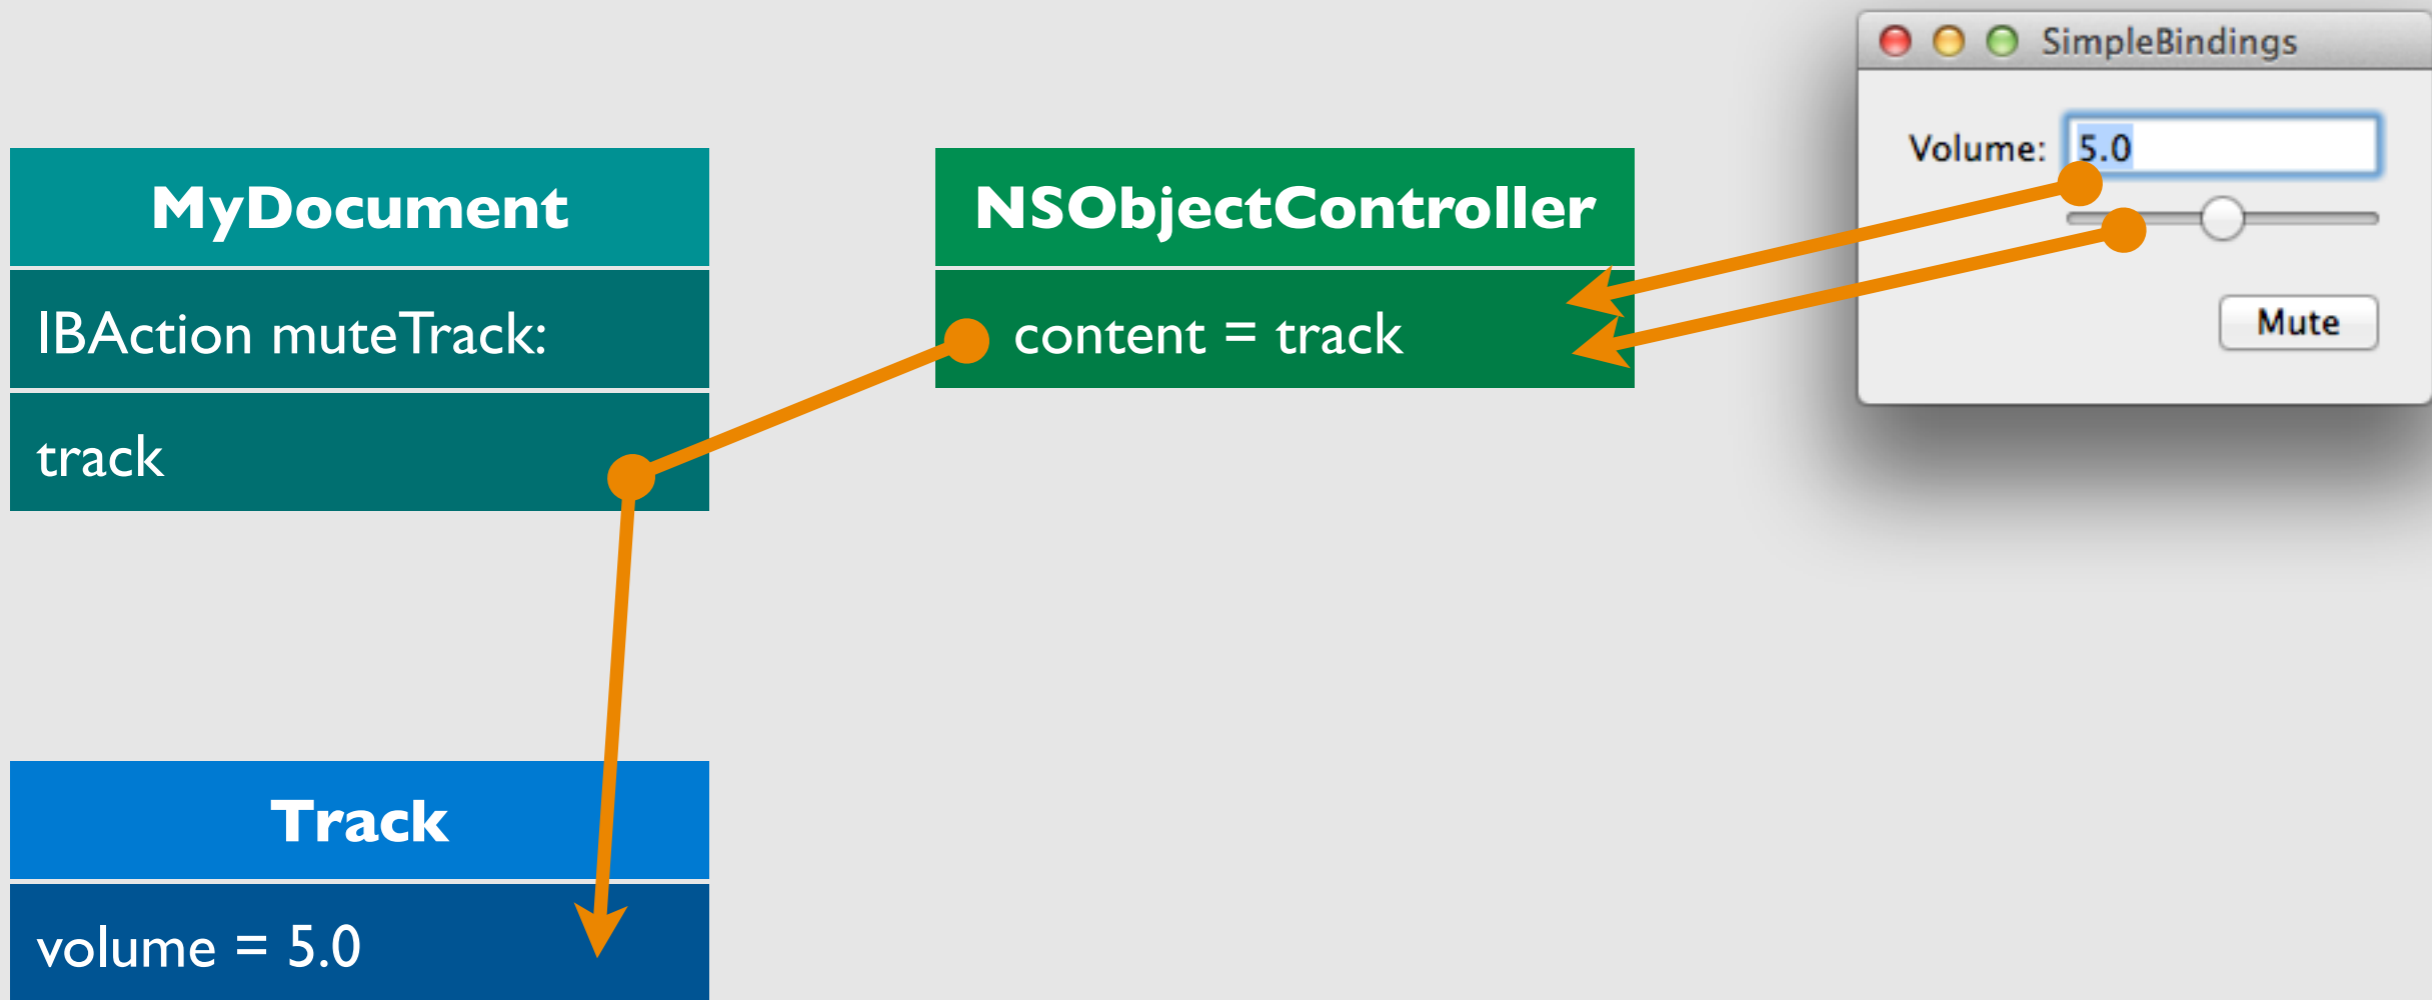 SimpleBindings
Volume: 5.0
Mute
MyDocument
IBAction muteTrack:
track
NSObjectController
content = track
Track
volume = 5.0